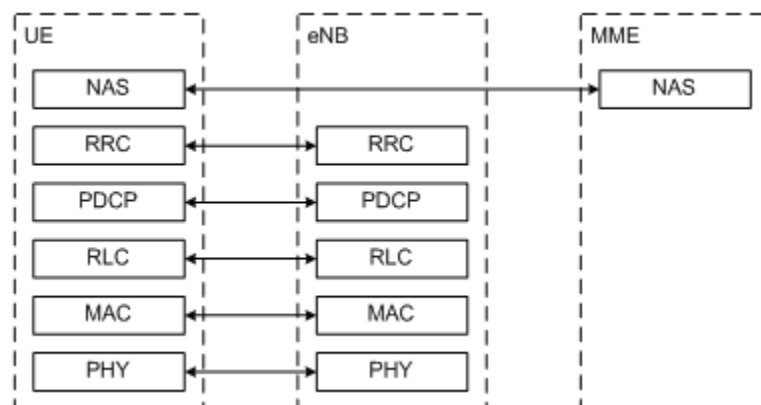 UE eNB MME
NAS NAS
RRC RRC
PDCP PDCP
RLC RLC
MAC MAC
PHY PHY